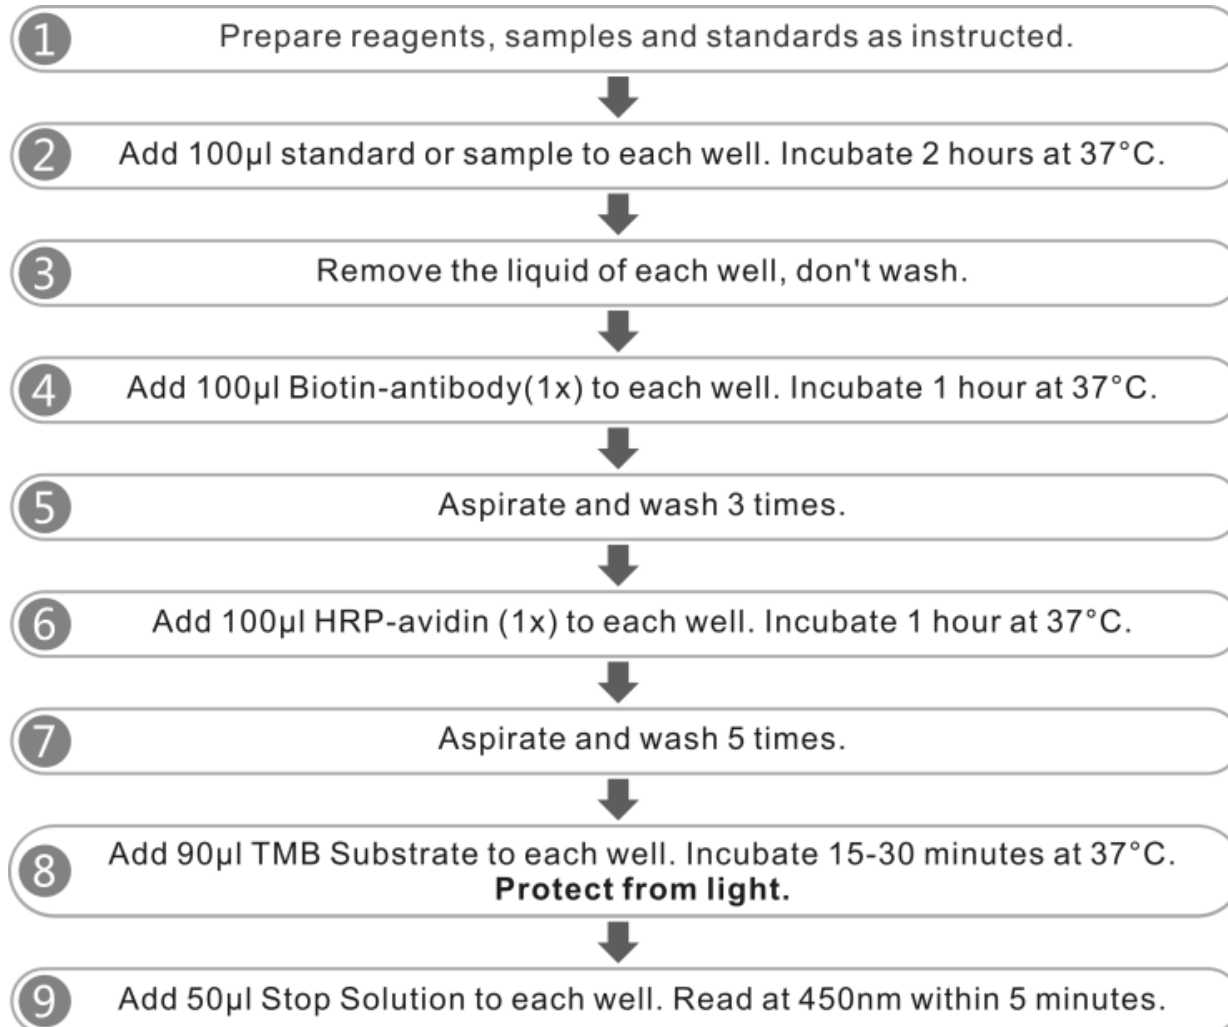 1 Prepare reagents, samples and standards as instructed.
2 Add 100µl standard or sample to each well. Incubate 2 hours at 37°C.
3 Remove the liquid of each well, don't wash.
4 Add 100µl Biotin-antibody(1x) to each well. Incubate 1 hour at 37°C.
5 Aspirate and wash 3 times.
6 Add 100µl HRP-avidin (1x) to each well. Incubate 1 hour at 37°C.
7 Aspirate and wash 5 times.
8 Add 90µl TMB Substrate to each well. Incubate 15-30 minutes at 37°C.
Protect from light.
9 Add 50µl Stop Solution to each well. Read at 450nm within 5 minutes.